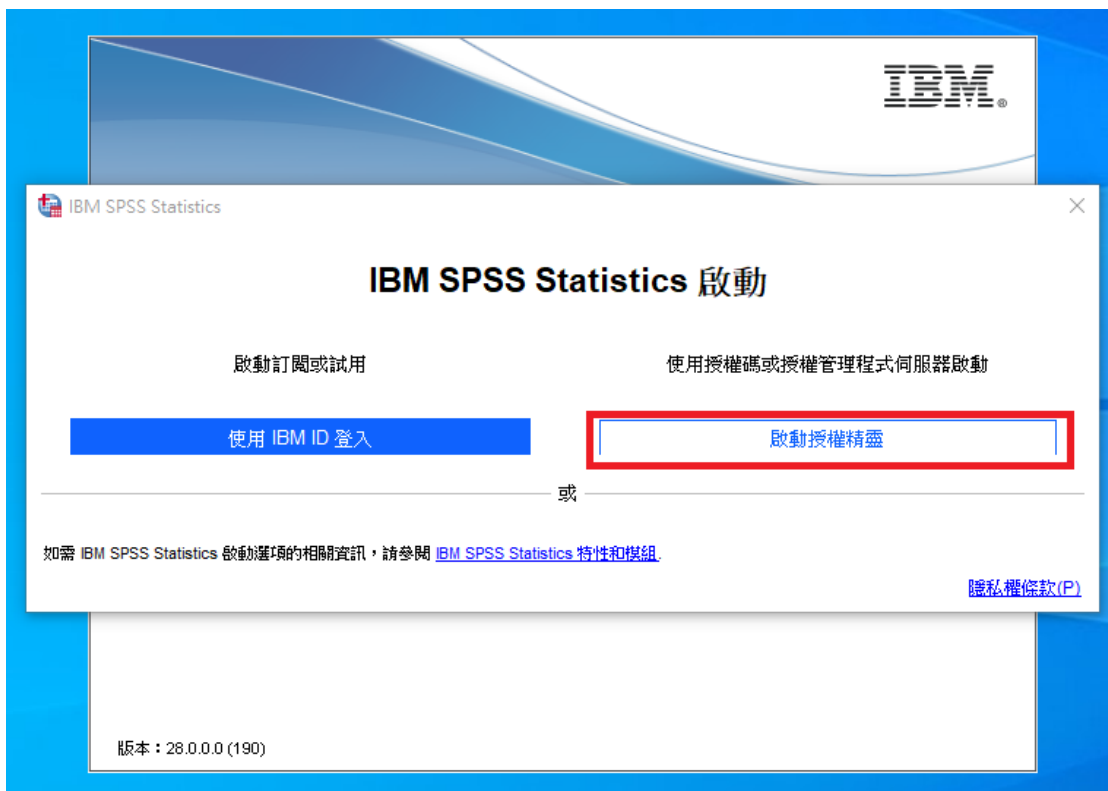 IBM®
IBM SPSS Statistics
IBM SPSS Statistics 啟動
啟動訂閱或試用
使用授權碼或授權管理程式伺服器啟動
使用 IBM ID 登入
啟動授權精靈
或
如需 IBM SPSS Statistics 啟動選項的相關資訊，請參閱 IBM SPSS Statistics 特性和模組.
隱私權條款(P)
版本：28.0.0.0 (190)